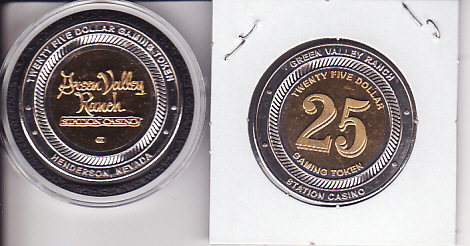 TWENTY FIVE DOLLAR GAMING TOKEN
Green Valley
Ranch
STATION CASINO
HENDERSON, NEVADA
GREEN VALLEY RANCH
TWENTY FIVE DOLLAR
25
GAMING TOKEN
STATION CASINO